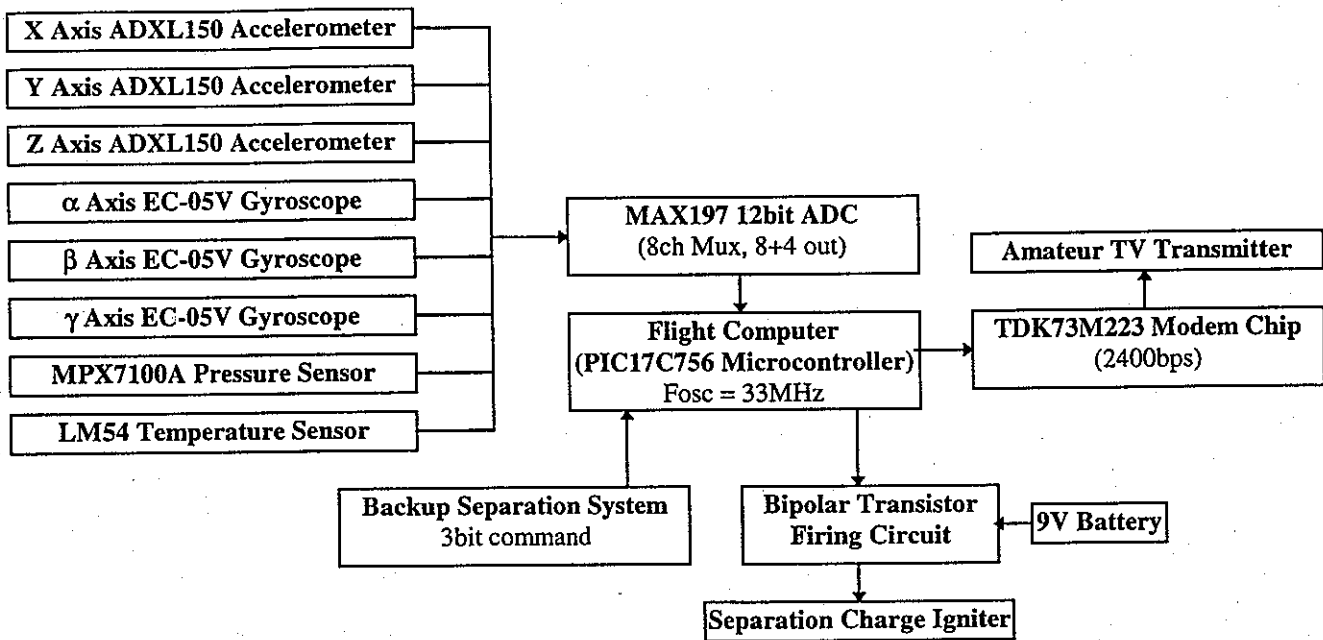 X Axis ADXL150 Accelerometer
Y Axis ADXL150 Accelerometer
Z Axis ADXL150 Accelerometer
α Axis EC-05V Gyroscope
β Axis EC-05V Gyroscope
γ Axis EC-05V Gyroscope
MPX7100A Pressure Sensor
LM54 Temperature Sensor
MAX197 12bit ADC
(8ch Mux, 8+4 out)
Flight Computer
(PIC17C756 Microcontroller)
Fosc = 33MHz
Amateur TV Transmitter
TDK73M223 Modem Chip
(2400bps)
Backup Separation System
3bit command
Bipolar Transistor
Firing Circuit
9V Battery
Separation Charge Igniter